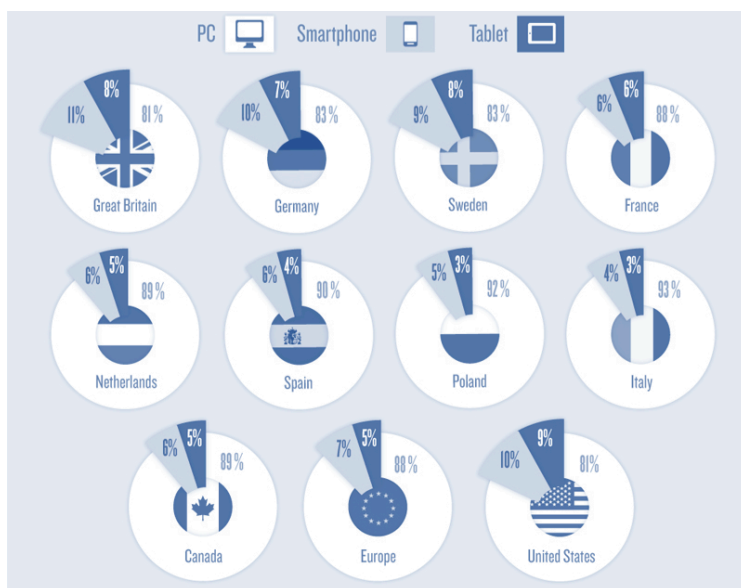 PC Smartphone Tablet
11% 8% 81%
Great Britain
10% 7% 83%
Germany
9% 8% 83%
Sweden
6% 6% 88%
France
6% 5% 89%
Netherlands
6% 4% 90%
Spain
5% 3% 92%
Poland
4% 3% 93%
Italy
6% 5% 89%
Canada
7% 5% 88%
Europe
10% 9% 81%
United States